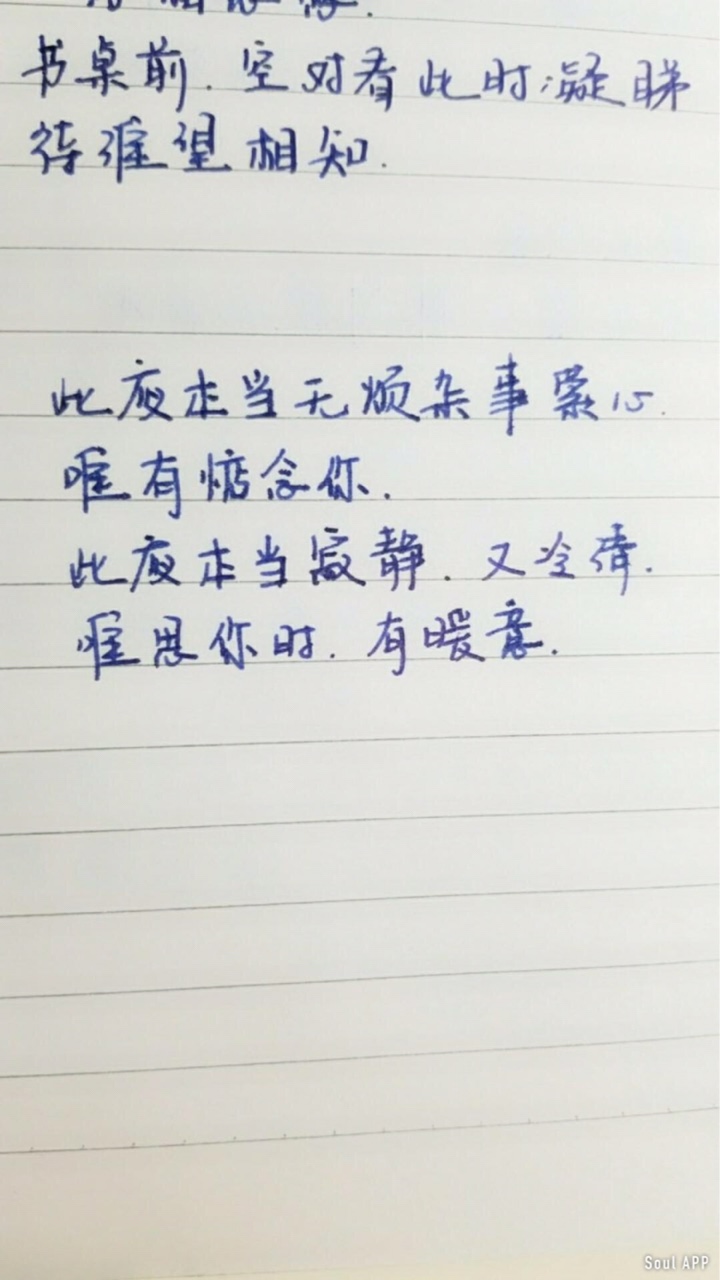 书桌前.空对着此时凝睇
待谁望相知.
此夜本当无烦杂事萦心.
唯有惦念你.
此夜本当寂静.又冷清.
唯思你时.有暖意.
Soul APP